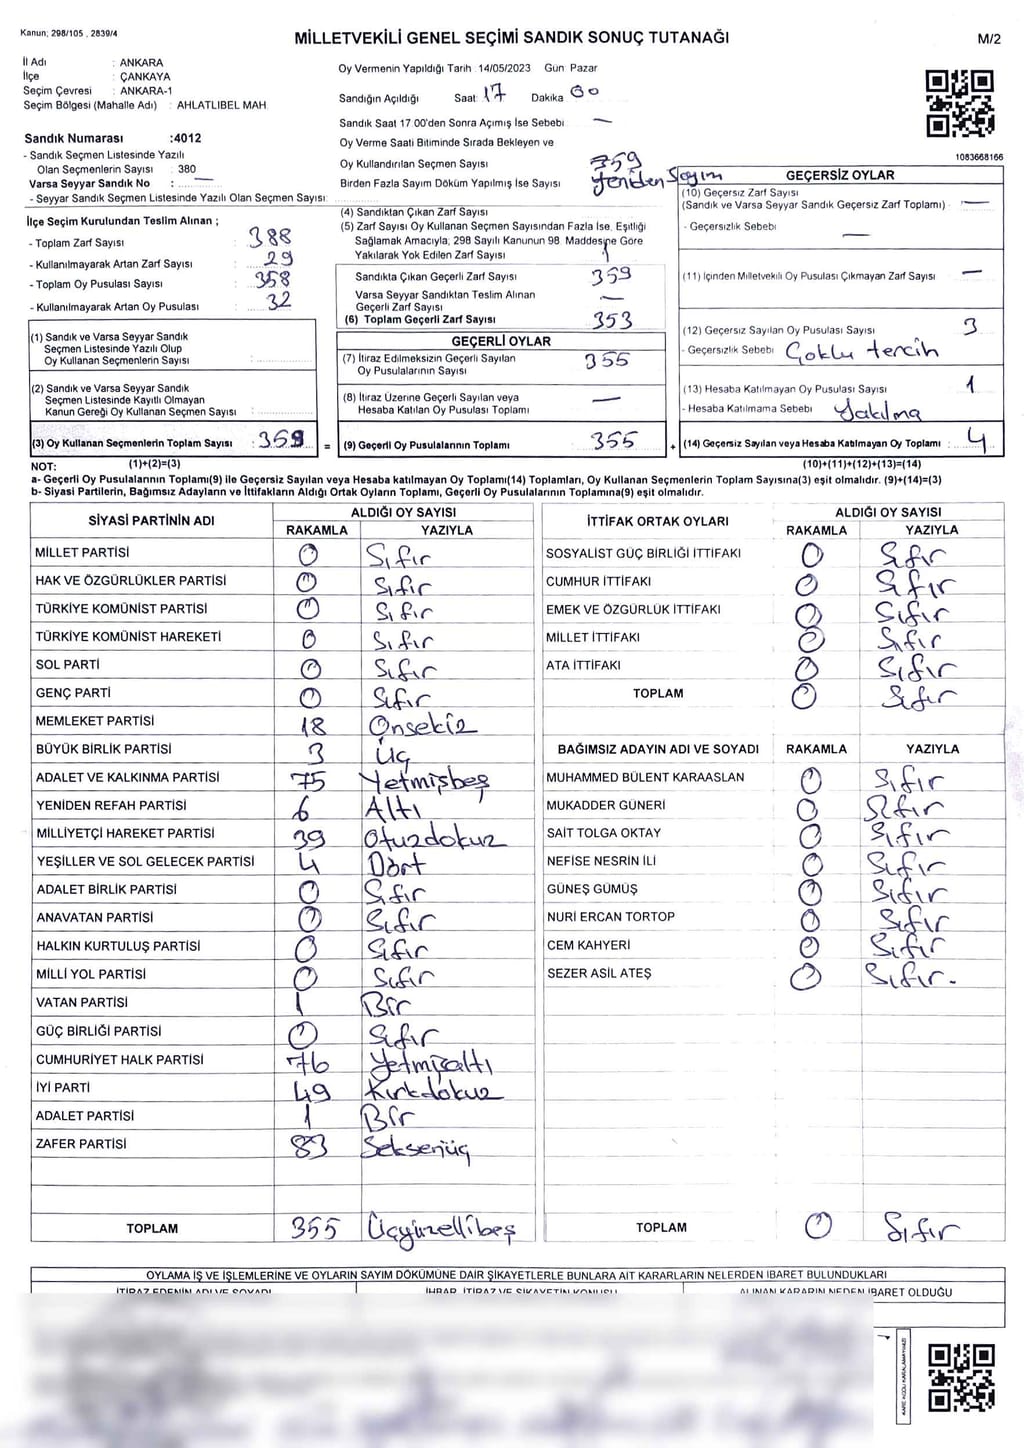 Kanun; 298/105 , 2839/4
MİLLETVEKİLİ GENEL SEÇİMİ SANDIK SONUÇ TUTANAĞI
M/2
İl Adı : ANKARA
İlçe : ÇANKAYA
Seçim Çevresi : ANKARA-1
Seçim Bölgesi (Mahalle Adı) : AHLATLIBEL MAH.
Sandık Numarası :4012
- Sandık Seçmen Listesinde Yazılı
Olan Seçmenlerin Sayısı : 380
Varsa Seyyar Sandık No : —
- Seyyar Sandık Seçmen Listesinde Yazılı Olan Seçmen Sayısı:
Oy Vermenin Yapıldığı Tarih :14/05/2023 Gün: Pazar
Sandığın Açıldığı Saat: 17 Dakika 00
Sandık Saat 17.00'den Sonra Açımış İse Sebebi : —
Oy Verme Saati Bitiminde Sırada Bekleyen ve
Oy Kullandırılan Seçmen Sayısı 359
Birden Fazla Sayım Döküm Yapılmış İse Sayısı Yeniden Sayım
1083668166
İlçe Seçim Kurulundan Teslim Alınan ;
- Toplam Zarf Sayısı : 388
- Kullanılmayarak Artan Zarf Sayısı : 29
- Toplam Oy Pusulası Sayısı : 358
- Kullanılmayarak Artan Oy Pusulası : 32
(1) Sandık ve Varsa Seyyar Sandık
Seçmen Listesinde Yazılı Olup
Oy Kullanan Seçmenlerin Sayısı :
(2) Sandık ve Varsa Seyyar Sandık
Seçmen Listesinde Kayıtlı Olmayan
Kanun Gereği Oy Kullanan Seçmen Sayısı :
(3) Oy Kullanan Seçmenlerin Toplam Sayısı : 359
(4) Sandıktan Çıkan Zarf Sayısı
(5) Zarf Sayısı Oy Kullanan Seçmen Sayısından Fazla İse, Eşitliği
Sağlamak Amacıyla; 298 Sayılı Kanunun 98. Maddesine Göre
Yakılarak Yok Edilen Zarf Sayısı 1
Sandıkta Çıkan Geçerli Zarf Sayısı 359
Varsa Seyyar Sandıktan Teslim Alınan
Geçerli Zarf Sayısı —
(6) Toplam Geçerli Zarf Sayısı 353
GEÇERLİ OYLAR
(7) İtiraz Edilmeksizin Geçerli Sayılan
Oy Pusulalarının Sayısı 355
(8) İtiraz Üzerine Geçerli Sayılan veya
Hesaba Katılan Oy Pusulası Toplamı —
= (9) Geçerli Oy Pusulalarının Toplamı 355
GEÇERSİZ OYLAR
(10) Geçersiz Zarf Sayısı
(Sandık ve Varsa Seyyar Sandık Geçersiz Zarf Toplamı) : —
- Geçersizlik Sebebi : —
(11) İçinden Milletvekili Oy Pusulası Çıkmayan Zarf Sayısı : —
(12) Geçersiz Sayılan Oy Pusulası Sayısı : 3
- Geçersizlik Sebebi : Çoklu tercih
(13) Hesaba Katılmayan Oy Pusulası Sayısı : 1
- Hesaba Katılmama Sebebi : Yakılma
+ (14) Geçersiz Sayılan veya Hesaba Katılmayan Oy Toplamı : 4
NOT: (1)+(2)=(3) (10)+(11)+(12)+(13)=(14)
a- Geçerli Oy Pusulalarının Toplamı(9) ile Geçersiz Sayılan veya Hesaba katılmayan Oy Toplamı(14) Toplamları, Oy Kullanan Seçmenlerin Toplam Sayısına(3) eşit olmalıdır. (9)+(14)=(3)
b- Siyasi Partilerin, Bağımsız Adayların ve İttifakların Aldığı Ortak Oyların Toplamı, Geçerli Oy Pusulalarının Toplamına(9) eşit olmalıdır.
SİYASİ PARTİNİN ADI ALDIĞI OY SAYISI
RAKAMLA YAZIYLA
MİLLET PARTİSİ 0 Sıfır
HAK VE ÖZGÜRLÜKLER PARTİSİ 0 Sıfır
TÜRKİYE KOMÜNİST PARTİSİ 0 Sıfır
TÜRKİYE KOMÜNİST HAREKETİ 0 Sıfır
SOL PARTİ 0 Sıfır
GENÇ PARTİ 0 Sıfır
MEMLEKET PARTİSİ 18 Onsekiz
BÜYÜK BİRLİK PARTİSİ 3 Üç
ADALET VE KALKINMA PARTİSİ 75 Yetmişbeş
YENİDEN REFAH PARTİSİ 6 Altı
MİLLİYETÇİ HAREKET PARTİSİ 39 Otuzdokuz
YEŞİLLER VE SOL GELECEK PARTİSİ 4 Dört
ADALET BİRLİK PARTİSİ 0 Sıfır
ANAVATAN PARTİSİ 0 Sıfır
HALKIN KURTULUŞ PARTİSİ 0 Sıfır
MİLLİ YOL PARTİSİ 0 Sıfır
VATAN PARTİSİ 1 Bir
GÜÇ BİRLİĞİ PARTİSİ 0 Sıfır
CUMHURİYET HALK PARTİSİ 76 Yetmişaltı
İYİ PARTİ 49 Kırkdokuz
ADALET PARTİSİ 1 Bir
ZAFER PARTİSİ 83 Seksenüç
TOPLAM 355 Üçyüzellibeş
İTTİFAK ORTAK OYLARI ALDIĞI OY SAYISI
RAKAMLA YAZIYLA
SOSYALİST GÜÇ BİRLİĞİ İTTİFAKI 0 Sıfır
CUMHUR İTTİFAKI 0 Sıfır
EMEK VE ÖZGÜRLÜK İTTİFAKI 0 Sıfır
MİLLET İTTİFAKI 0 Sıfır
ATA İTTİFAKI 0 Sıfır
TOPLAM 0 Sıfır
BAĞIMSIZ ADAYIN ADI VE SOYADI RAKAMLA YAZIYLA
MUHAMMED BÜLENT KARAASLAN 0 Sıfır
MUKADDER GÜNERİ 0 Sıfır
SAİT TOLGA OKTAY 0 Sıfır
NEFİSE NESRİN İLİ 0 Sıfır
GÜNEŞ GÜMÜŞ 0 Sıfır
NURİ ERCAN TORTOP 0 Sıfır
CEM KAHYERİ 0 Sıfır
SEZER ASİL ATEŞ 0 Sıfır.
TOPLAM 0 Sıfır
OYLAMA İŞ VE İŞLEMLERİNE VE OYLARIN SAYIM DÖKÜMÜNE DAİR ŞİKAYETLERLE BUNLARA AİT KARARLARIN NELERDEN İBARET BULUNDUKLARI
İTİRAZ EDENİN ADI VE SOYADI İHBAR, İTİRAZ VE ŞİKAYETİN KONUSU ALINAN KARARIN NEDEN İBARET OLDUĞU